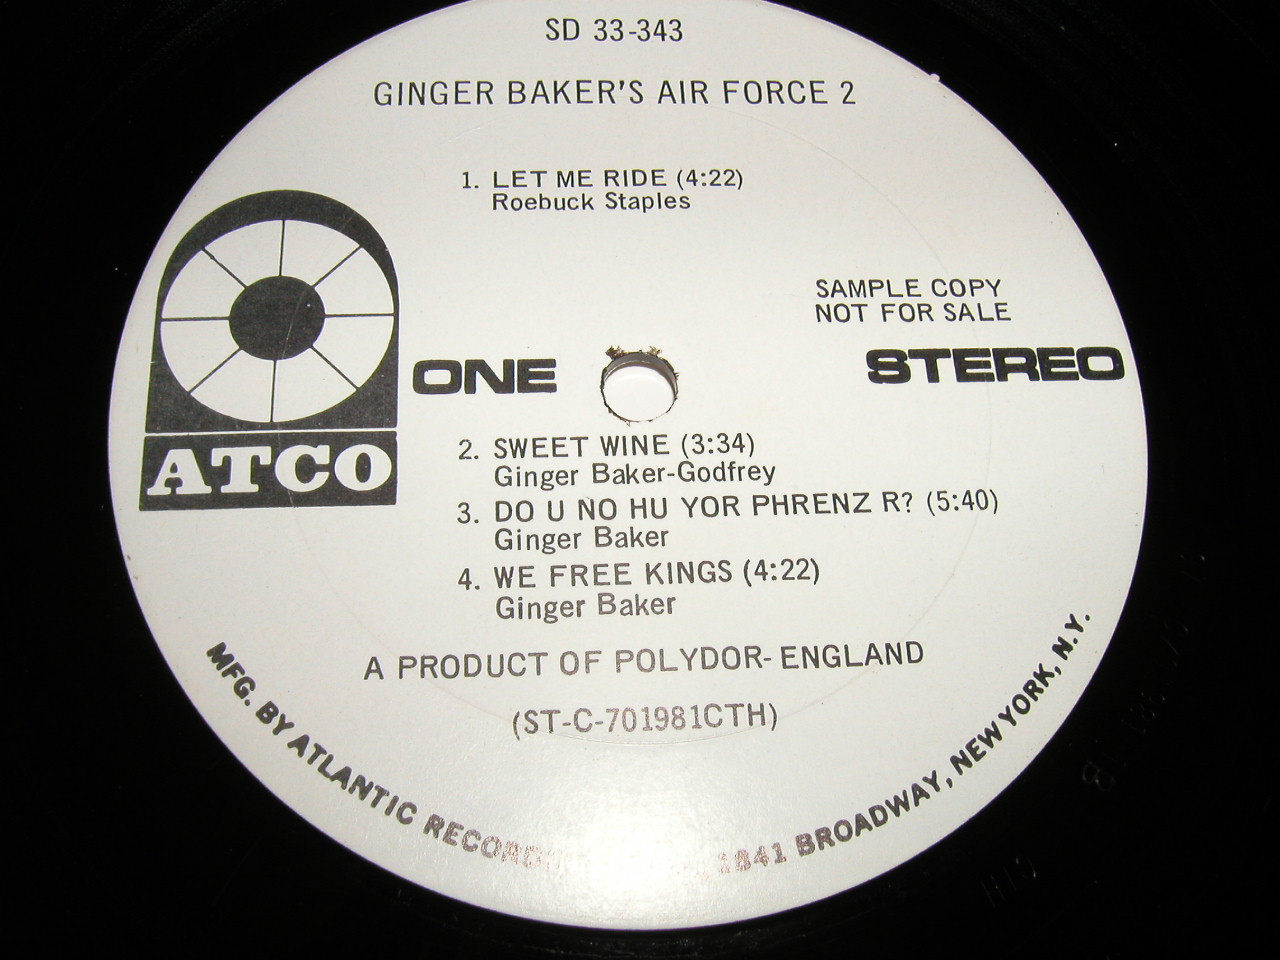 SD 33-343
GINGER BAKER'S AIR FORCE 2
1. LET ME RIDE (4:22)
Roebuck Staples
SAMPLE COPY
NOT FOR SALE
ONE
STEREO
ATCO
2. SWEET WINE (3:34)
Ginger Baker-Godfrey
3. DO U NO HU YOR PHRENZ R? (5:40)
Ginger Baker
4. WE FREE KINGS (4:22)
Ginger Baker
A PRODUCT OF POLYDOR-ENGLAND
(ST-C-701981CTH)
MFG. BY ATLANTIC RECORD 1841 BROADWAY, NEW YORK, N.Y.